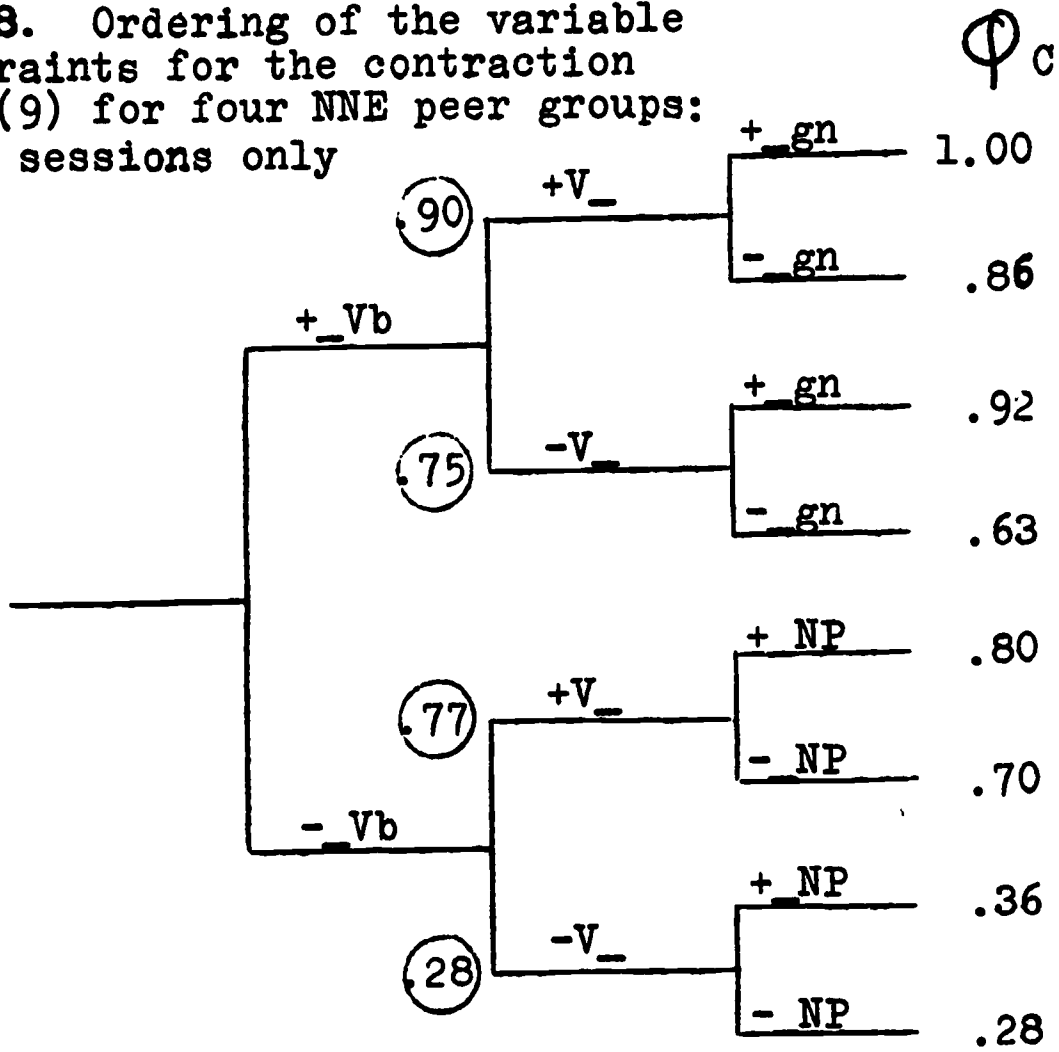 8. Ordering of the variable
raints for the contraction
(9) for four NNE peer groups:
sessions only
φ c
+_gn 1.00
+V_
.90
-_gn .86
+_Vb
+_gn .92
-V_
.75
-_gn .63
+_NP .80
+V_
.77
-_NP .70
-_Vb
+_NP .36
-V_
.28
-_NP .28